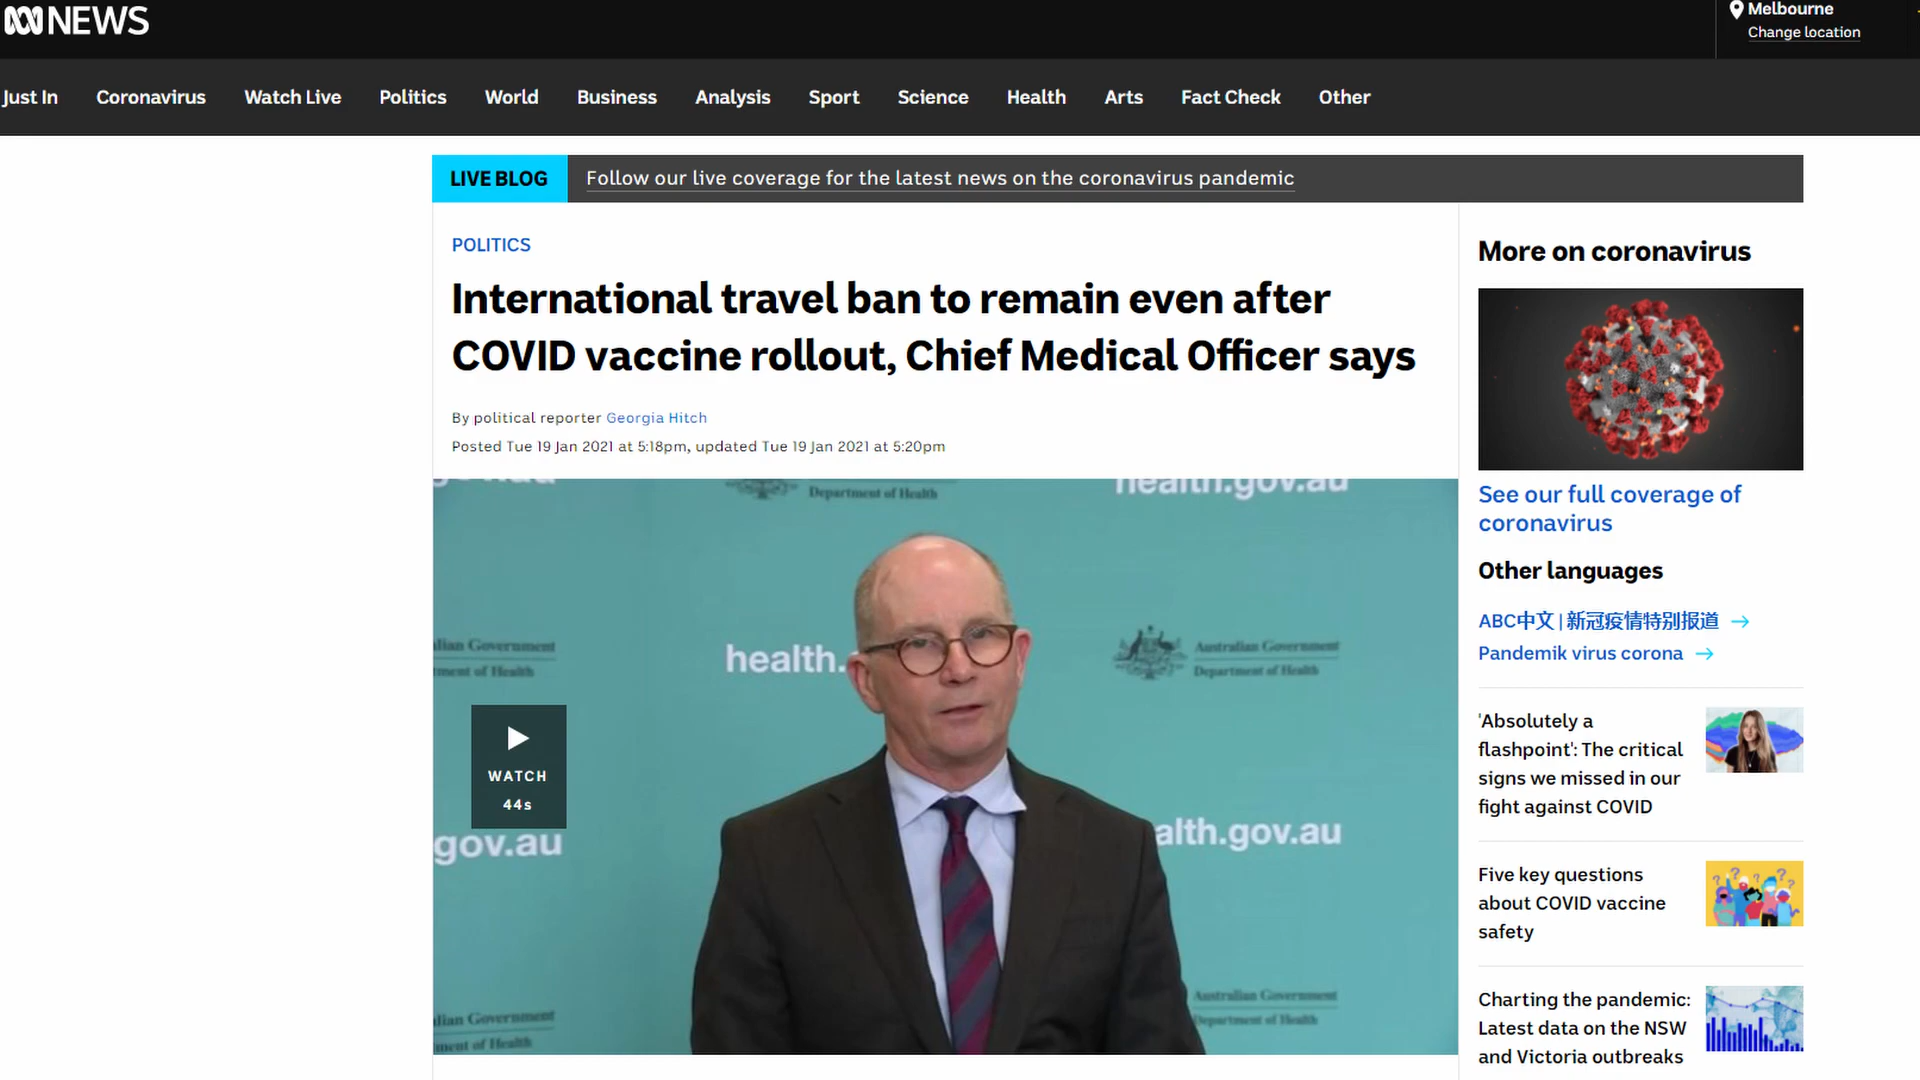 NEWS
Melbourne
Change location
Just In Coronavirus Watch Live Politics World Business Analysis Sport Science Health Arts Fact Check Other
LIVE BLOG Follow our live coverage for the latest news on the coronavirus pandemic
POLITICS
International travel ban to remain even after
COVID vaccine rollout, Chief Medical Officer says
By political reporter Georgia Hitch
Posted Tue 19 Jan 2021 at 5:18pm, updated Tue 19 Jan 2021 at 5:20pm
Department of Health
health.gov.au
health.
Australian Government
Department of Health
WATCH
44s
gov.au
alth.gov.au
Australian Government
Department of Health
More on coronavirus
See our full coverage of
coronavirus
Other languages
ABC中文 | 新冠疫情特别报道 →
Pandemik virus corona →
'Absolutely a
flashpoint': The critical
signs we missed in our
fight against COVID
Five key questions
about COVID vaccine
safety
Charting the pandemic:
Latest data on the NSW
and Victoria outbreaks